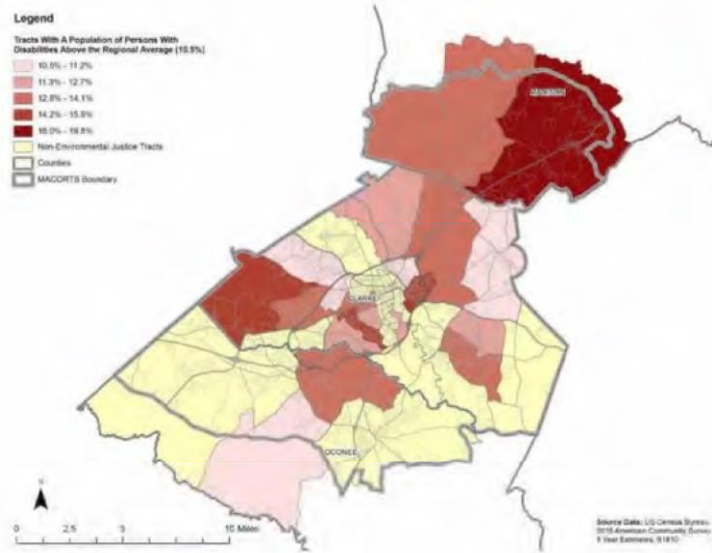 Legend
Tracts With A Population of Persons With
Disabilities Above the Regional Average (10.5%)
10.5% - 11.2%
11.3% - 12.7%
12.8% - 14.1%
14.2% - 15.9%
16.0% - 19.8%
Non-Environmental Justice Tracts
Counties
MACORTS Boundary
MADISON
CLARKE
OCONEE
N
0 2.5 5 10 Miles
Source Data: US Census Bureau,
American Community Survey
5 Year Estimates,